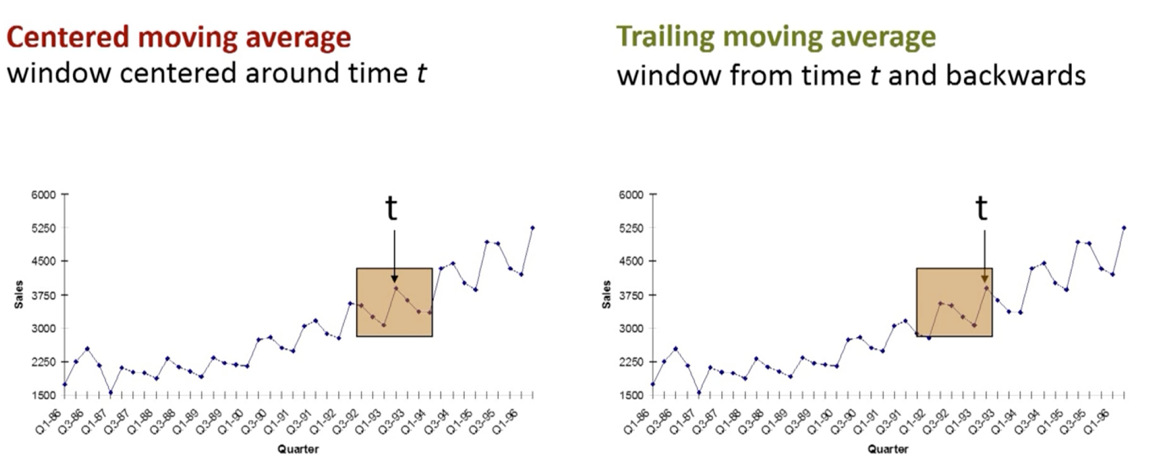 Centered moving average
window centered around time t
Trailing moving average
window from time t and backwards
t
6000
5250
4500
3750
3000
2250
1500
Sales
Q1-86
Q3-86
Q1-87
Q3-87
Q1-88
Q3-88
Q1-89
Q3-89
Q1-90
Q3-90
Q1-91
Q3-91
Q1-92
Q3-92
Q1-93
Q3-93
Q1-94
Q3-94
Q1-95
Q3-95
Q1-96
Quarter
t
6000
5250
4500
3750
3000
2250
1500
Sales
Q1-86
Q3-86
Q1-87
Q3-87
Q1-88
Q3-88
Q1-89
Q3-89
Q1-90
Q3-90
Q1-91
Q3-91
Q1-92
Q3-92
Q1-93
Q3-93
Q1-94
Q3-94
Q1-95
Q3-95
Q1-96
Quarter